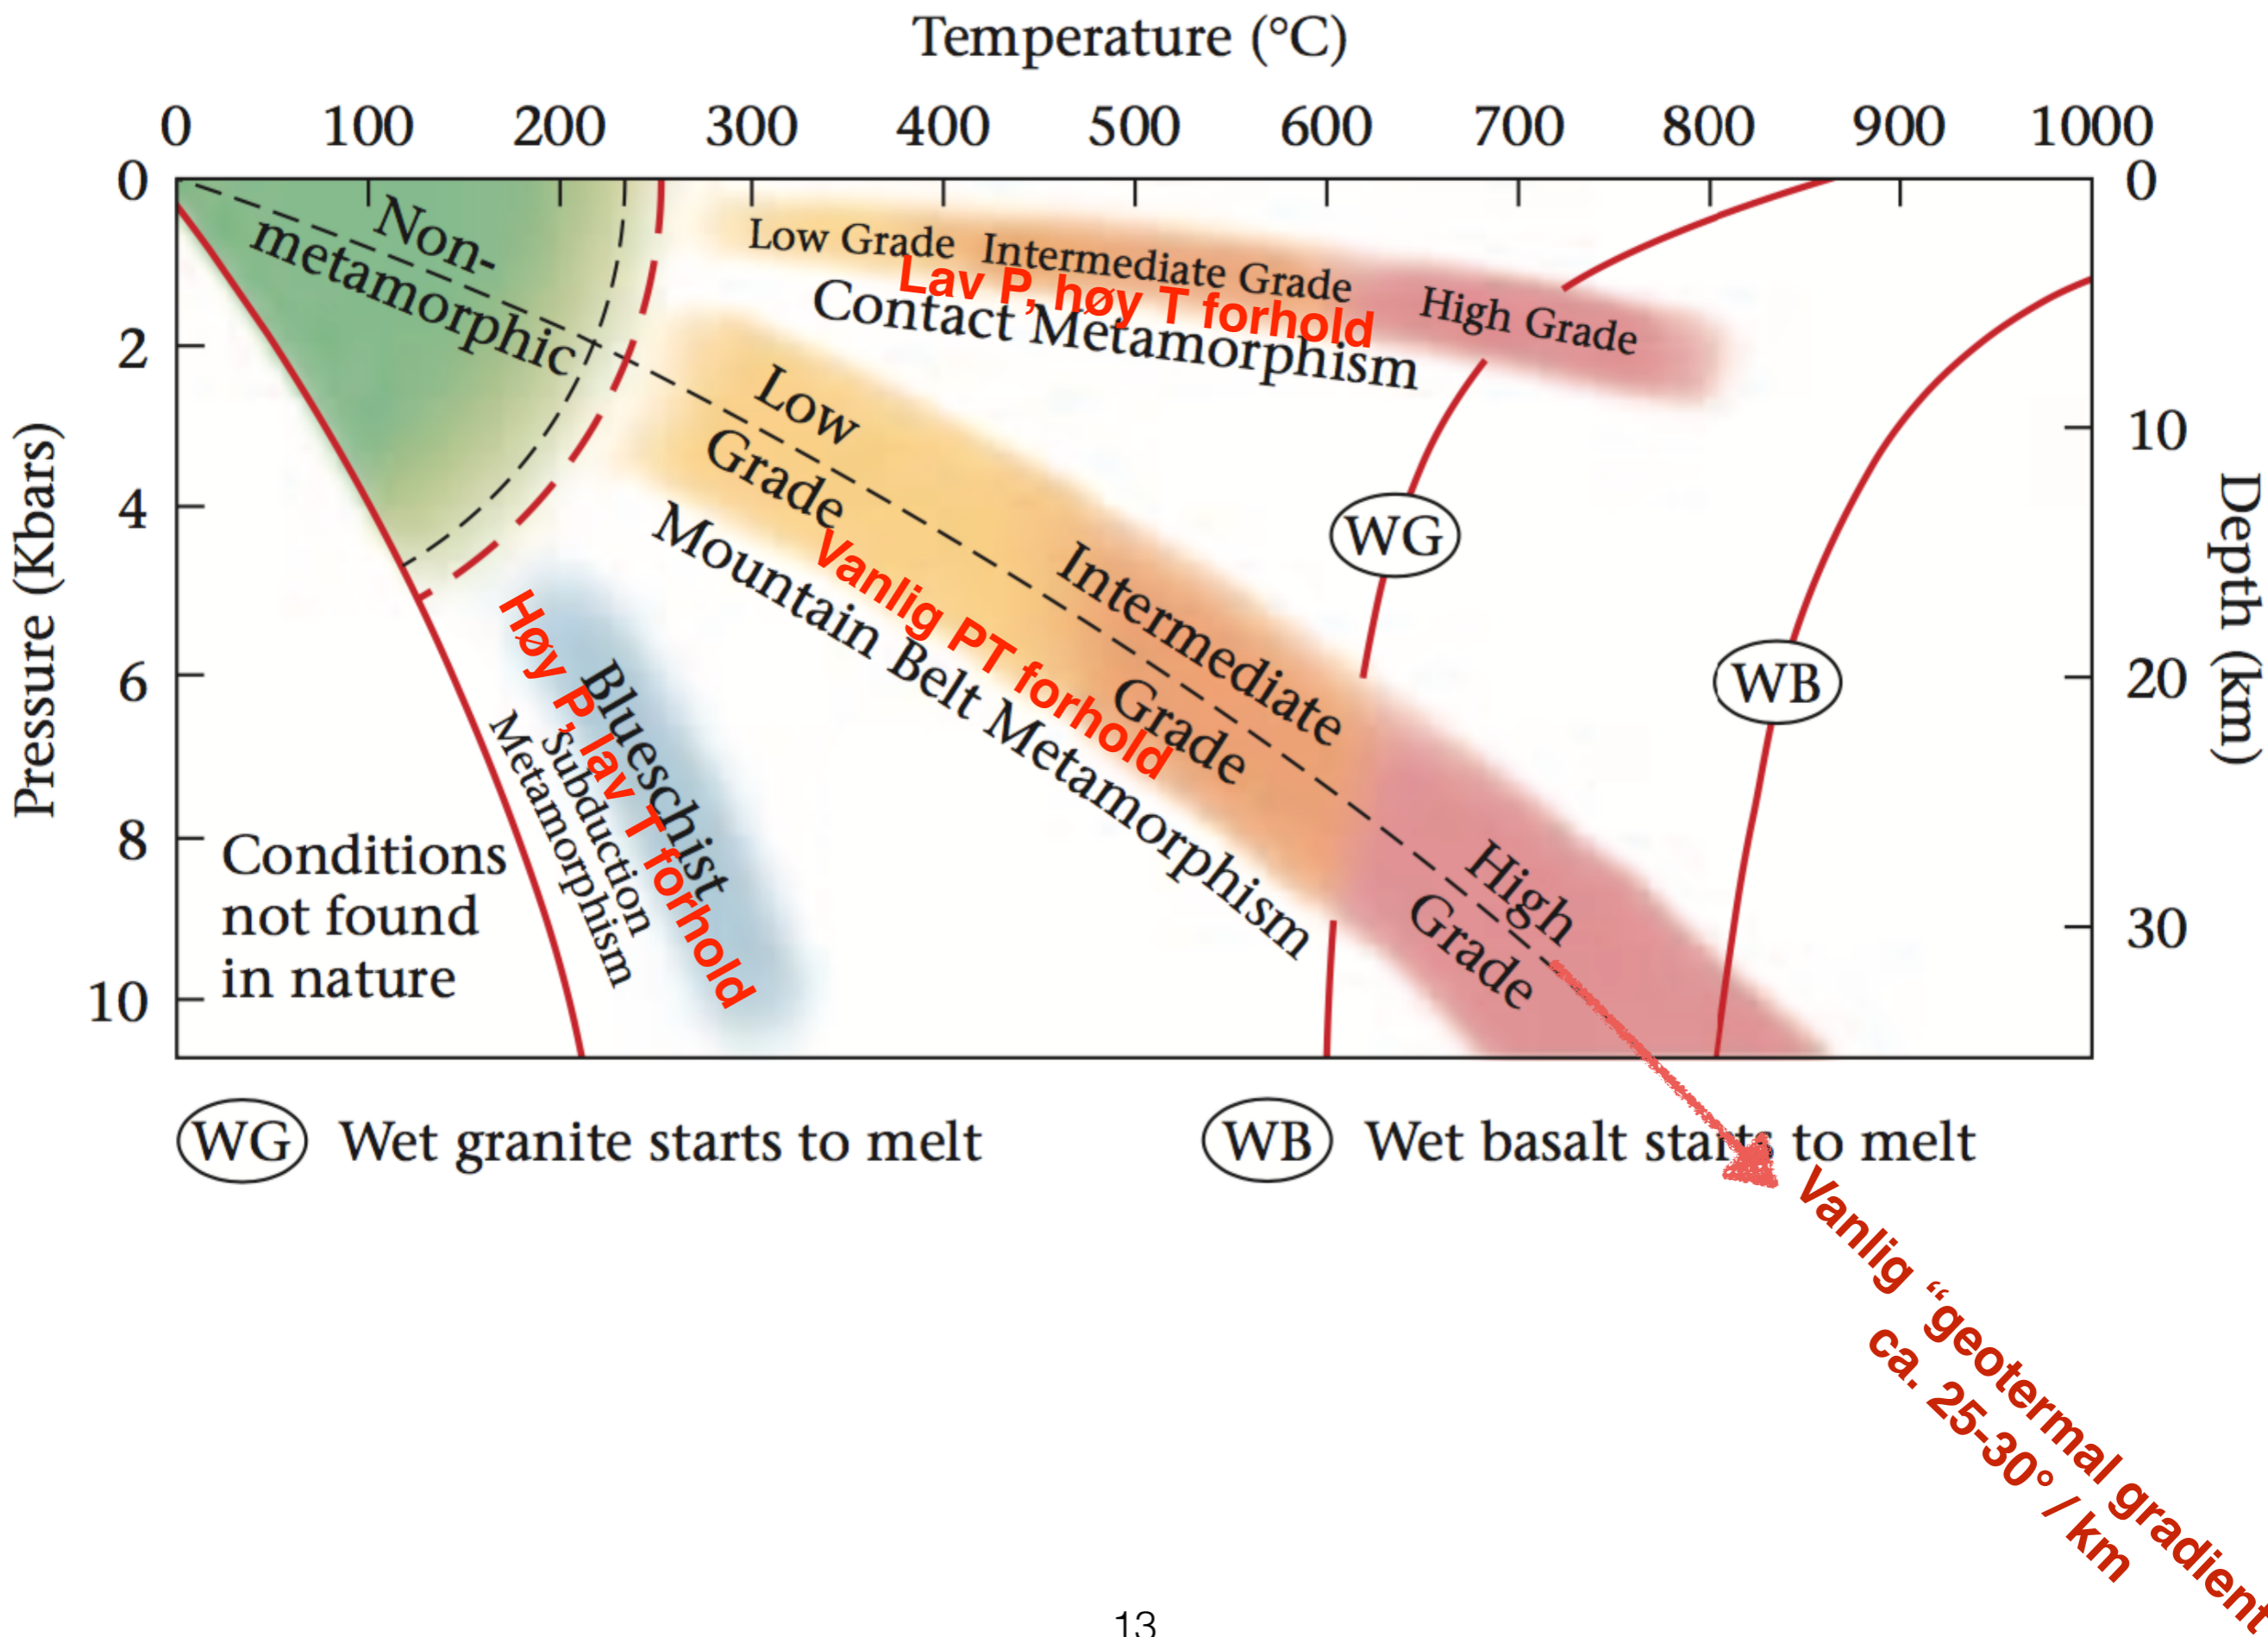 Temperature (°C)
0 100 200 300 400 500 600 700 800 900 1000
Pressure (Kbars)
0
2
4
6
8
10
Depth (km)
0
10
20
30
Non-
metamorphic
Low Grade Intermediate Grade High Grade
Lav P, høy T forhold
Contact Metamorphism
Low
Grade
Intermediate
Grade
High
Grade
Vanlig PT forhold
Mountain Belt Metamorphism
WG
WB
Blueschist
Høy P, lav T forhold
Subduction
Metamorphism
Conditions
not found
in nature
WG Wet granite starts to melt
WB Wet basalt starts to melt
Vanlig “geotermal gradient
ca. 25-30° / km
13